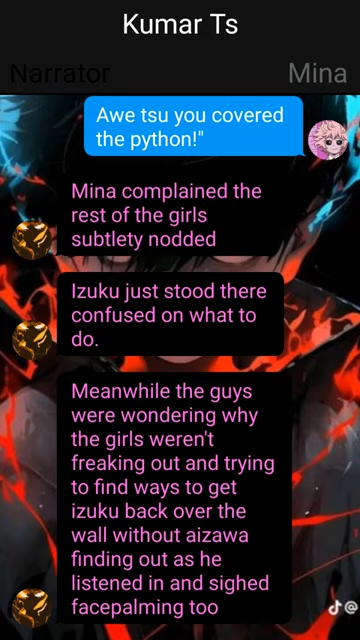 Kumar Ts
Narrator
Mina
Awe tsu you covered
the python!"
Mina complained the
rest of the girls
subtlety nodded
Izuku just stood there
confused on what to
do.
Meanwhile the guys
were wondering why
the girls weren't
freaking out and trying
to find ways to get
izuku back over the
wall without aizawa
finding out as he
listened in and sighed
facepalming too
@